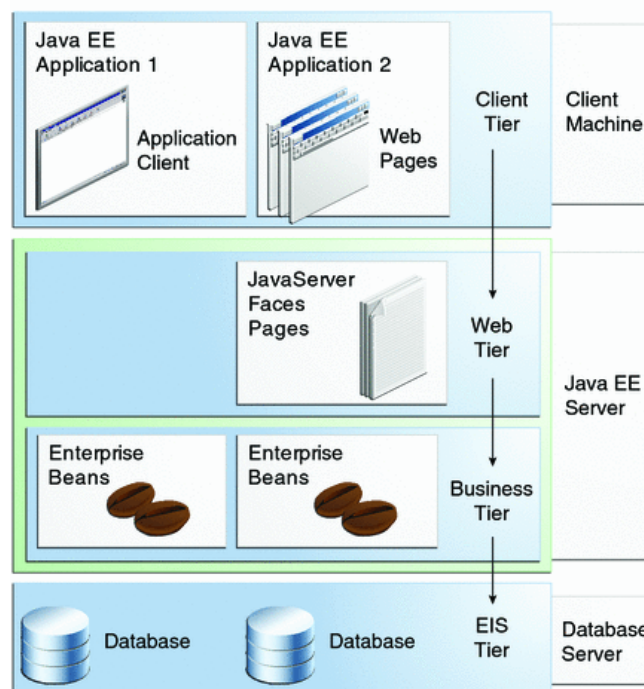 Java EE
Application 1
Application
Client
Java EE
Application 2
Web
Pages
Client
Tier
Client
Machine
JavaServer
Faces
Pages
Web
Tier
Java EE
Server
Enterprise
Beans
Enterprise
Beans
Business
Tier
Database
Database
EIS
Tier
Database
Server